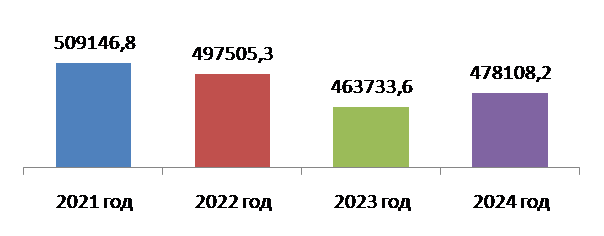 509146,8
497505,3
463733,6
478108,2
2021 год
2022 год
2023 год
2024 год